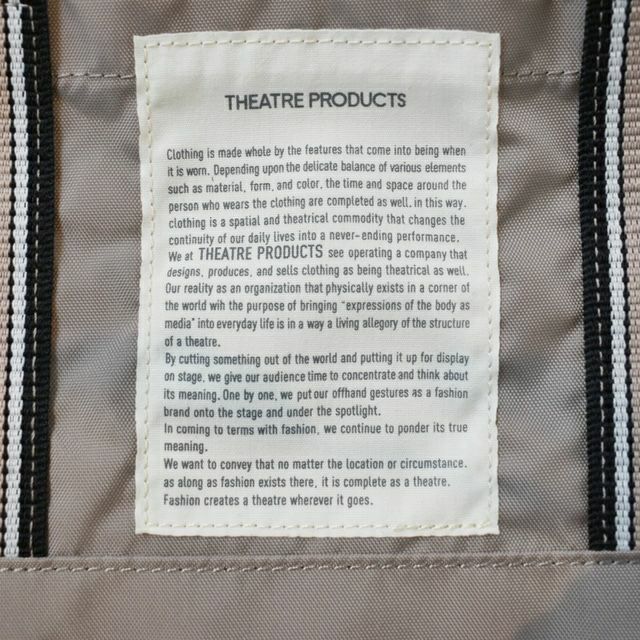 THEATRE PRODUCTS
Clothing is made whole by the features that come into being when
it is worn. Depending upon the delicate balance of various elements
such as material, form, and color, the time and space around the
person who wears the clothing are completed as well. in this way.
clothing is a spatial and theatrical commodity that changes the
continuity of our daily lives into a never-ending performance.
We at THEATRE PRODUCTS see operating a company that
designs, produces, and sells clothing as being theatrical as well.
Our reality as an organization that physically exists in a corner of
the world wih the purpose of bringing "expressions of the body as
media" into everyday life is in a way a living allegory of the structure
of a theatre.
By cutting something out of the world and putting it up for display
on stage, we give our audience time to concentrate and think about
its meaning. One by one, we put our offhand gestures as a fashion
brand onto the stage and under the spotlight.
In coming to terms with fashion, we continue to ponder its true
meaning.
We want to convey that no matter the location or circumstance.
as along as fashion exists there, it is complete as a theatre.
Fashion creates a theatre wherever it goes.